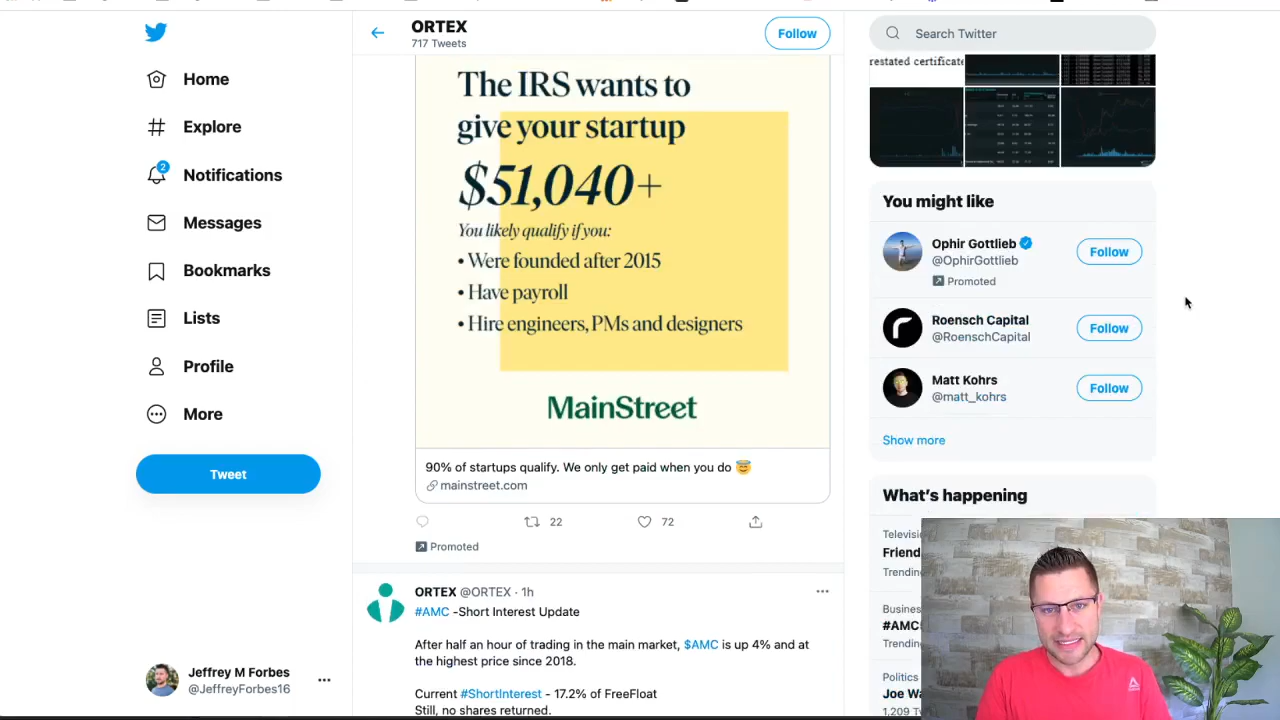 ORTEX
717 Tweets
Follow
Search Twitter
Home
Explore
2
Notifications
Messages
Bookmarks
Lists
Profile
More
Tweet
Jeffrey M Forbes
@JeffreyForbes16
The IRS wants to
give your startup
$51,040+
You likely qualify if you:
• Were founded after 2015
• Have payroll
• Hire engineers, PMs and designers
MainStreet
90% of startups qualify. We only get paid when you do 😇
mainstreet.com
22
72
Promoted
ORTEX @ORTEX · 1h
#AMC -Short Interest Update
After half an hour of trading in the main market, $AMC is up 4% and at
the highest price since 2018.
Current #ShortInterest - 17.2% of FreeFloat
Still, no shares returned.
restated certificate
You might like
Ophir Gottlieb
@OphirGottlieb
Promoted
Follow
Roensch Capital
@RoenschCapital
Follow
Matt Kohrs
@matt_kohrs
Follow
Show more
What's happening
Friend
Trending
#AMC
Trending
Politics
1,209